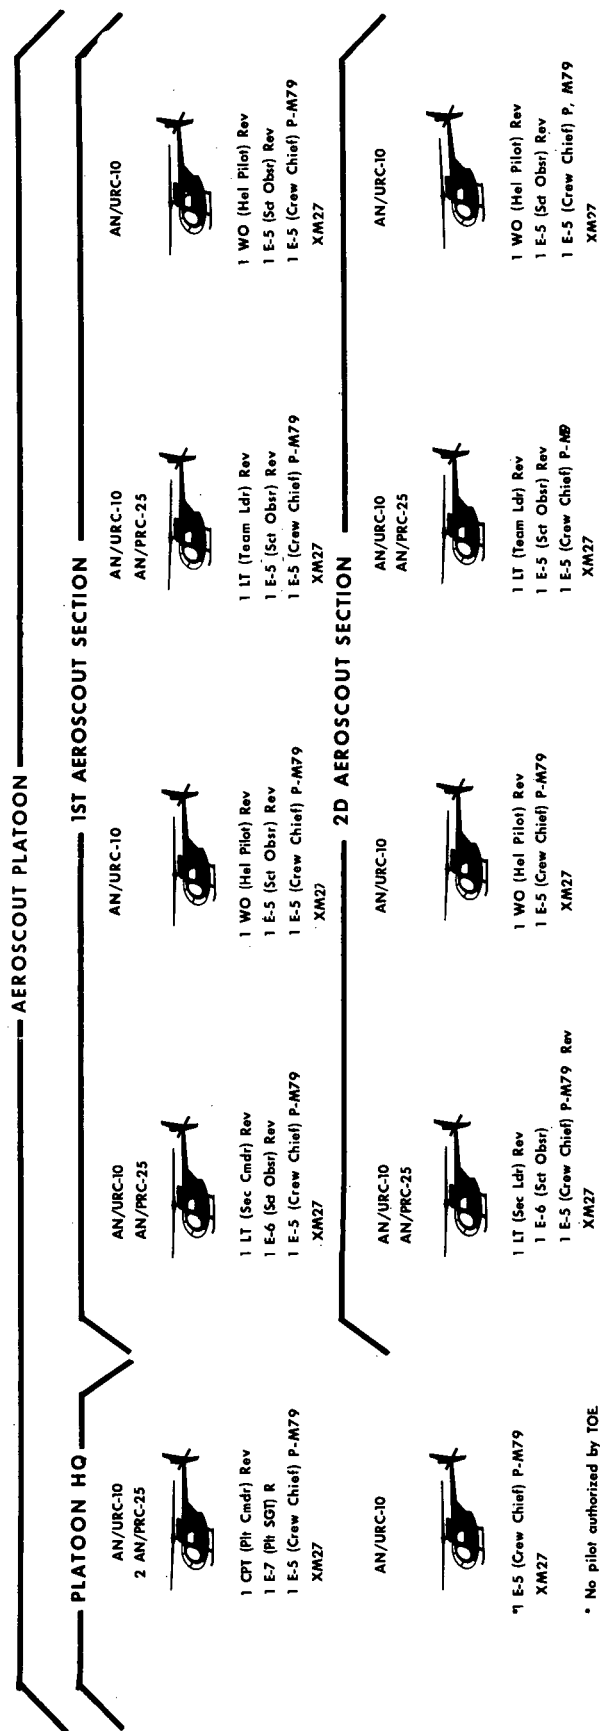 AEROSCOUT PLATOON
PLATOON HQ
AN/URC-10
2 AN/PRC-25
1 CPT (Plt Cmdr) Rev
1 E-7 (Plt SGT) R
1 E-5 (Crew Chief) P-M79
XM27
AN/URC-10
*1 E-5 (Crew Chief) P-M79
XM27
* No pilot authorized by TOE
1ST AEROSCOUT SECTION
AN/URC-10
AN/PRC-25
1 LT (Sec Cmdr) Rev
1 E-6 (Sct Obsr) Rev
1 E-5 (Crew Chief) P-M79
XM27
AN/URC-10
1 WO (Hel Pilot) Rev
1 E-5 (Sct Obsr) Rev
1 E-5 (Crew Chief) P-M79
XM27
AN/URC-10
AN/PRC-25
1 LT (Team Ldr) Rev
1 E-5 (Sct Obsr) Rev
1 E-5 (Crew Chief) P-M79
XM27
AN/URC-10
1 WO (Hel Pilot) Rev
1 E-5 (Sct Obsr) Rev
1 E-5 (Crew Chief) P-M79
XM27
2D AEROSCOUT SECTION
AN/URC-10
AN/PRC-25
1 LT (Sec Ldr) Rev
1 E-6 (Sct Obsr)
1 E-5 (Crew Chief) P-M79 Rev
XM27
AN/URC-10
1 WO (Hel Pilot) Rev
1 E-5 (Crew Chief) P-M79
XM27
AN/URC-10
AN/PRC-25
1 LT (Team Ldr) Rev
1 E-5 (Sct Obsr) Rev
1 E-5 (Crew Chief)
XM27
AN/URC-10
1 WO (Hel Pilot) Rev
1 E-5 (Sct Obsr) Rev
1 E-5 (Crew Chief) P, M79
XM27